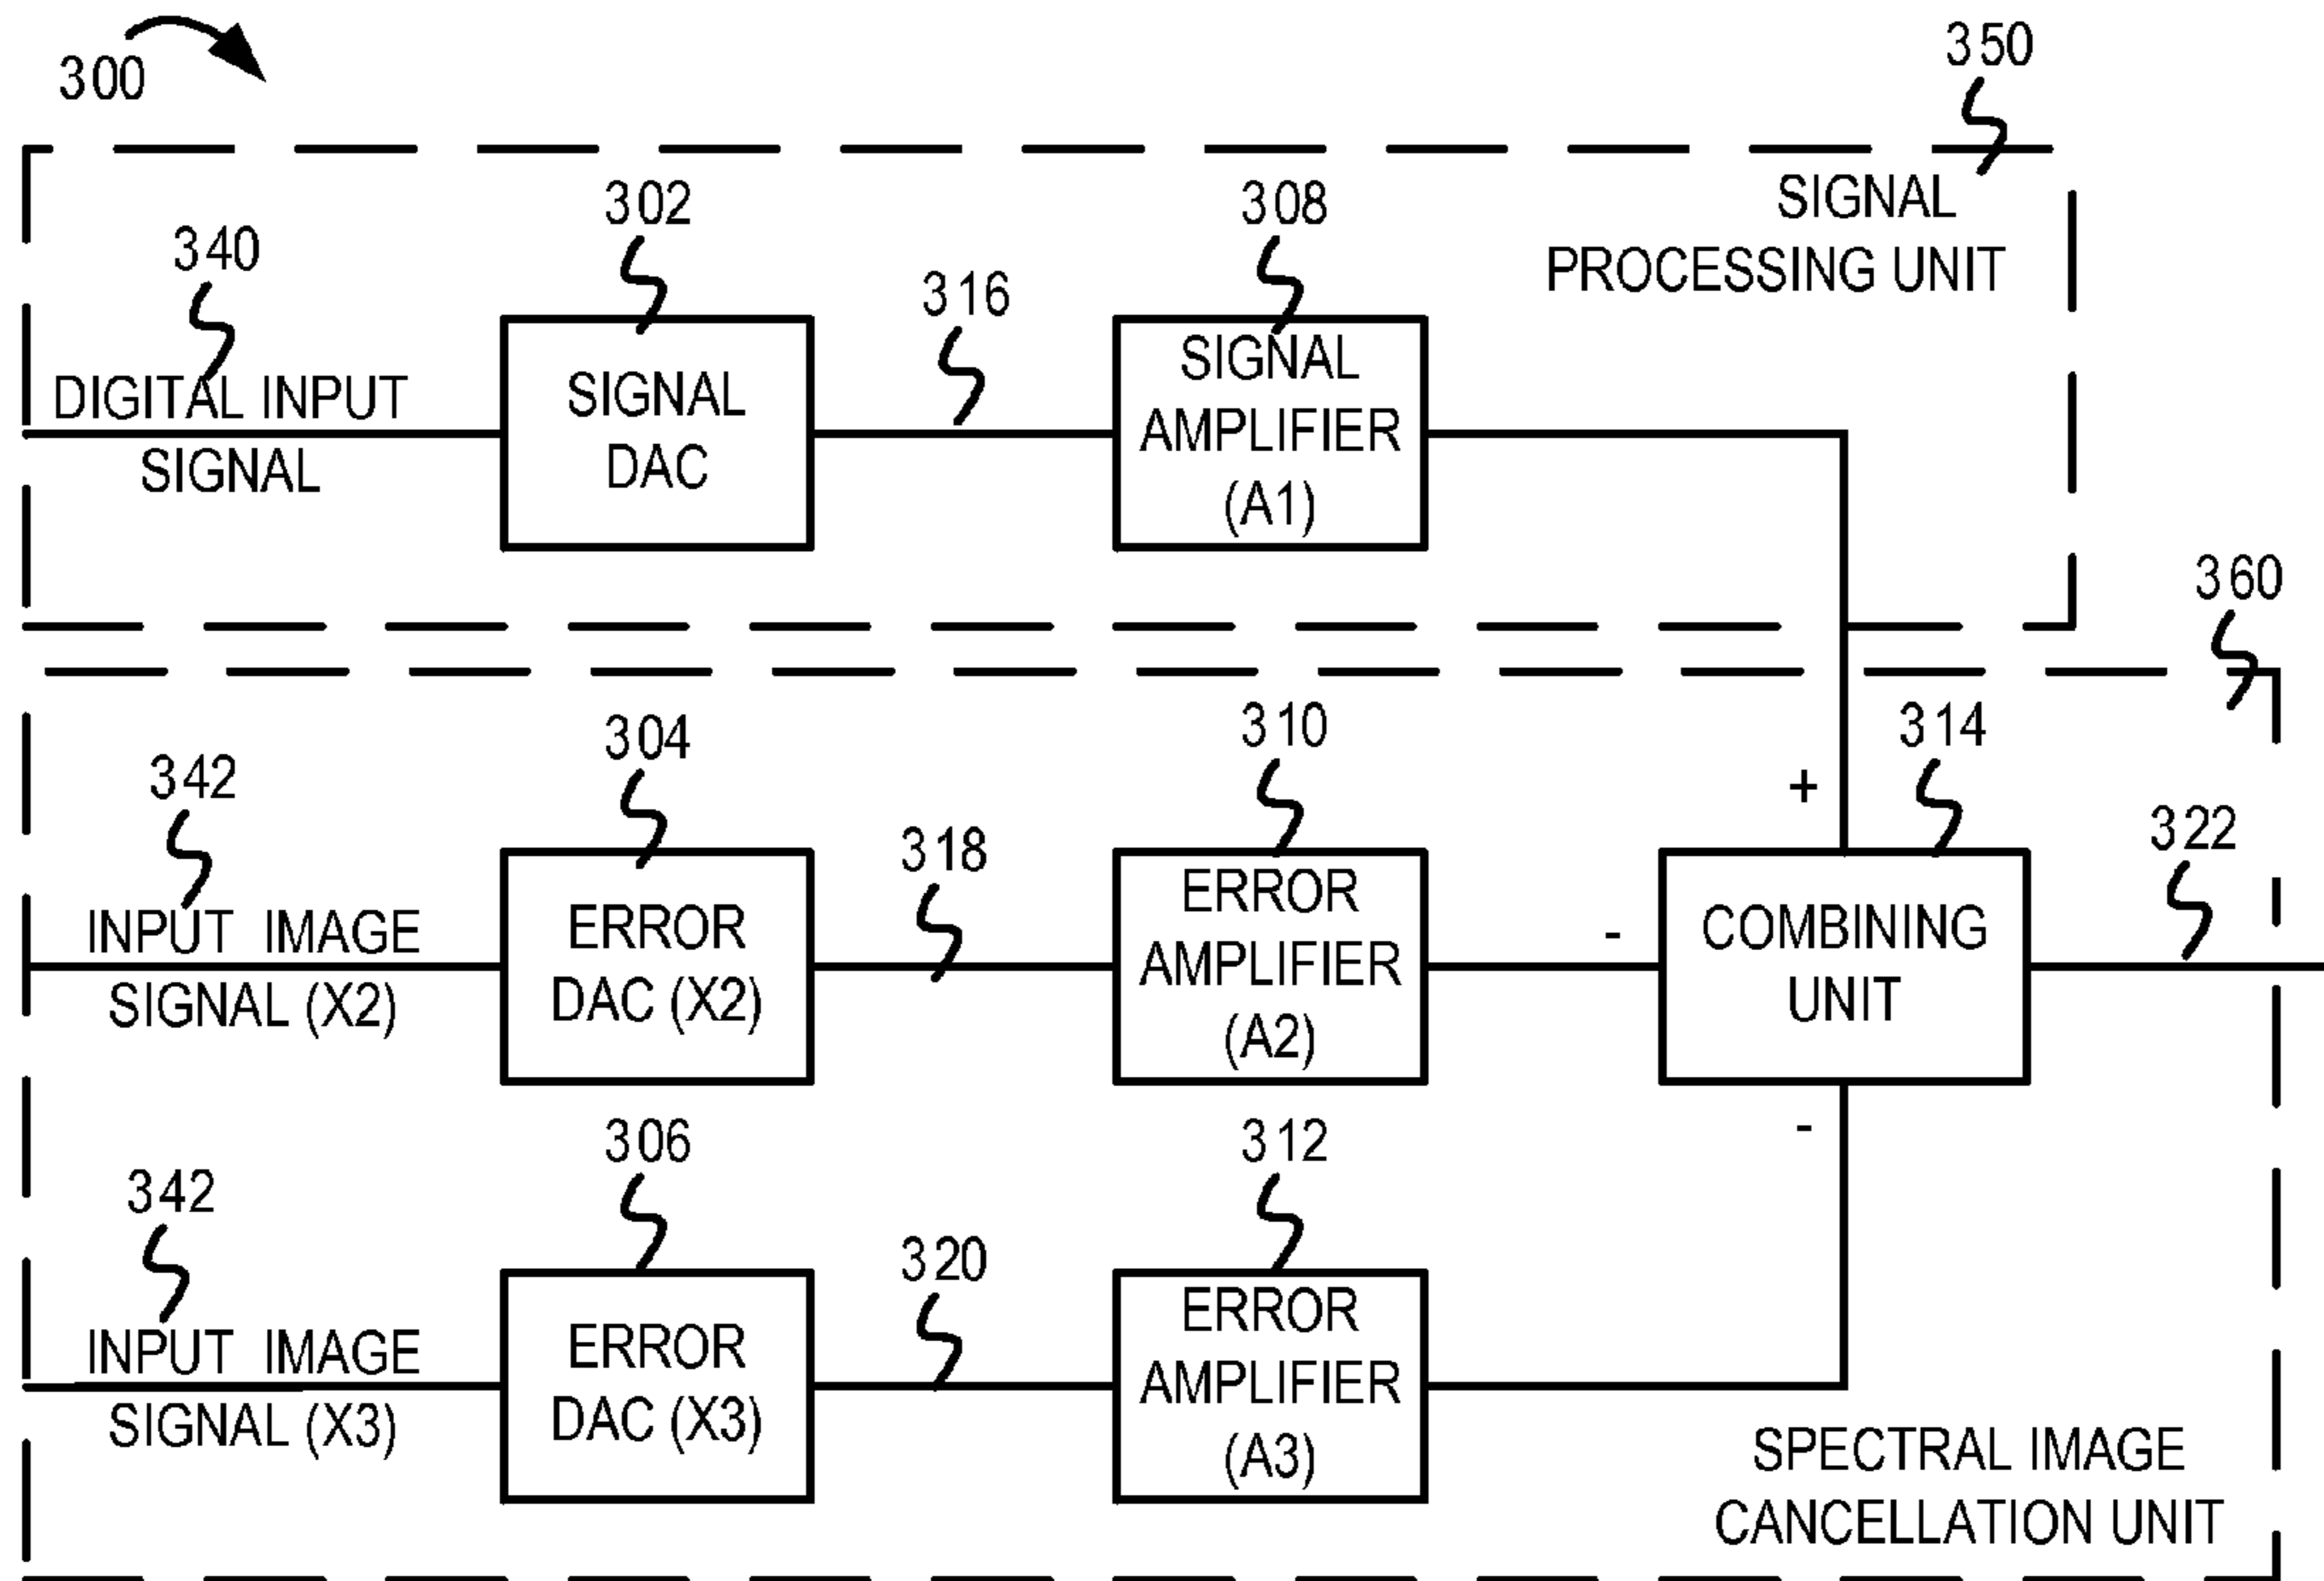 300
350
SIGNAL
PROCESSING UNIT
340
302
316
308
DIGITAL INPUT
SIGNAL
SIGNAL
DAC
SIGNAL
AMPLIFIER
(A1)
360
342
304
318
310
+
314
322
INPUT IMAGE
SIGNAL (X2)
ERROR
DAC (X2)
ERROR
AMPLIFIER
(A2)
-
COMBINING
UNIT
342
306
320
312
-
INPUT IMAGE
SIGNAL (X3)
ERROR
DAC (X3)
ERROR
AMPLIFIER
(A3)
SPECTRAL IMAGE
CANCELLATION UNIT